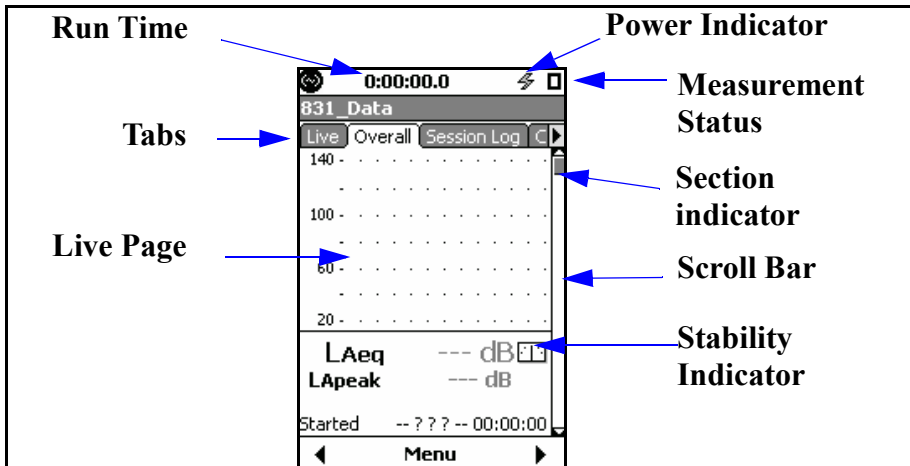 Run Time
Power Indicator
0:00:00.0
Measurement
Status
831_Data
Tabs
Live Overall Session Log C
140 -
Section
indicator
100 -
Live Page
60 -
Scroll Bar
20 -
LAeq --- dB
Stability
Indicator
LApeak --- dB
Started -- ? ? ? -- 00:00:00
Menu